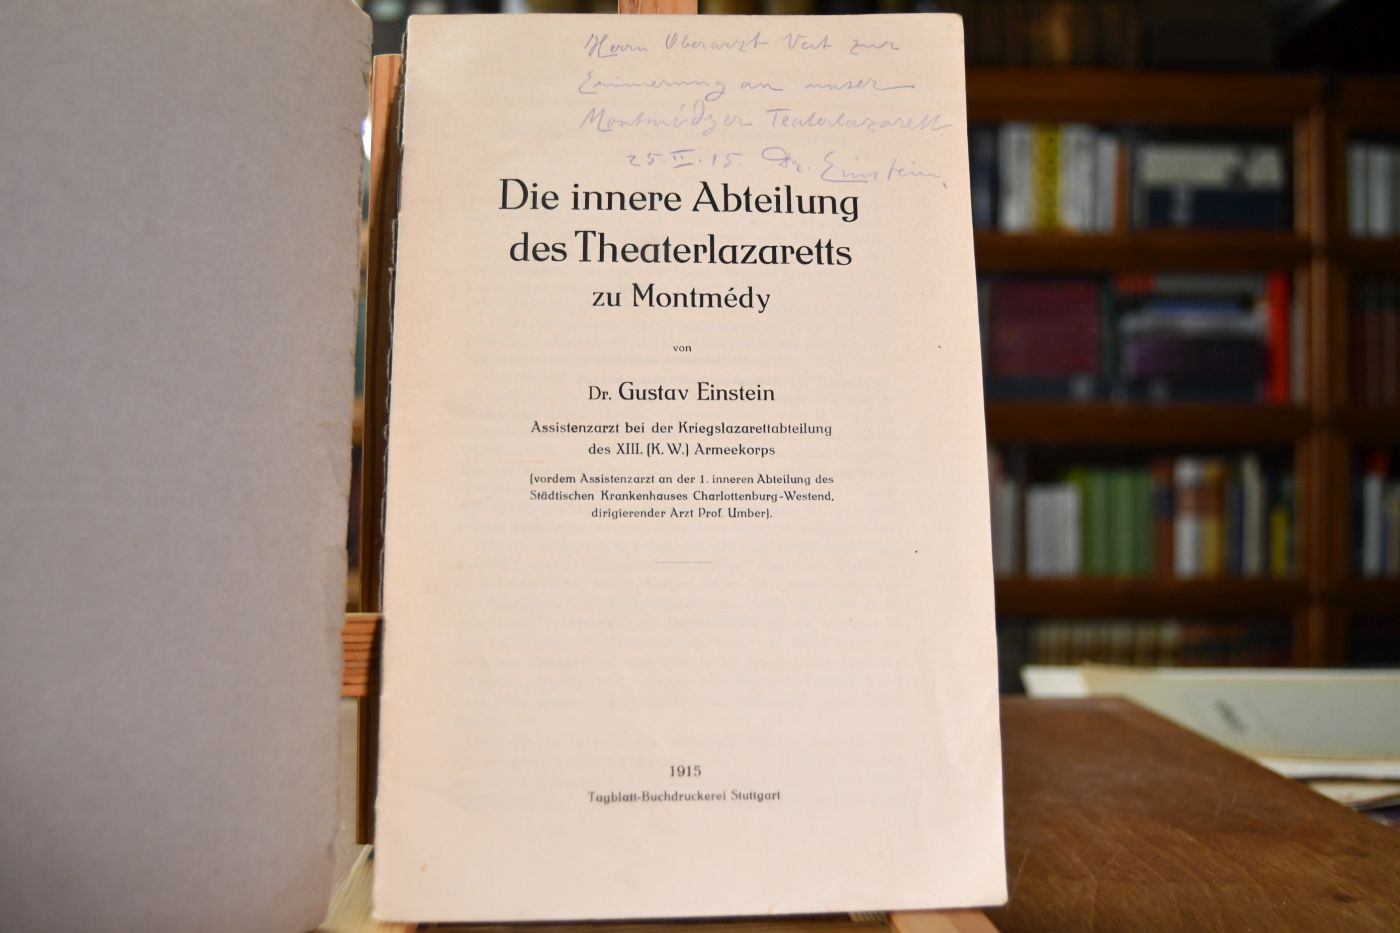 Herrn Oberarzt Veit zur
Erinnerung an unser
Montmédyer Teaterlazarett.
25.II.15. Dr. Einstein.
Die innere Abteilung
des Theaterlazaretts
zu Montmédy
von
Dr. Gustav Einstein
Assistenzarzt bei der Kriegslazarettabteilung
des XIII. (K. W.) Armeekorps
(vordem Assistenzarzt an der 1. inneren Abteilung des
Städtischen Krankenhauses Charlottenburg-Westend,
dirigierender Arzt Prof. Umber).
1915
Tagblatt-Buchdruckerei Stuttgart